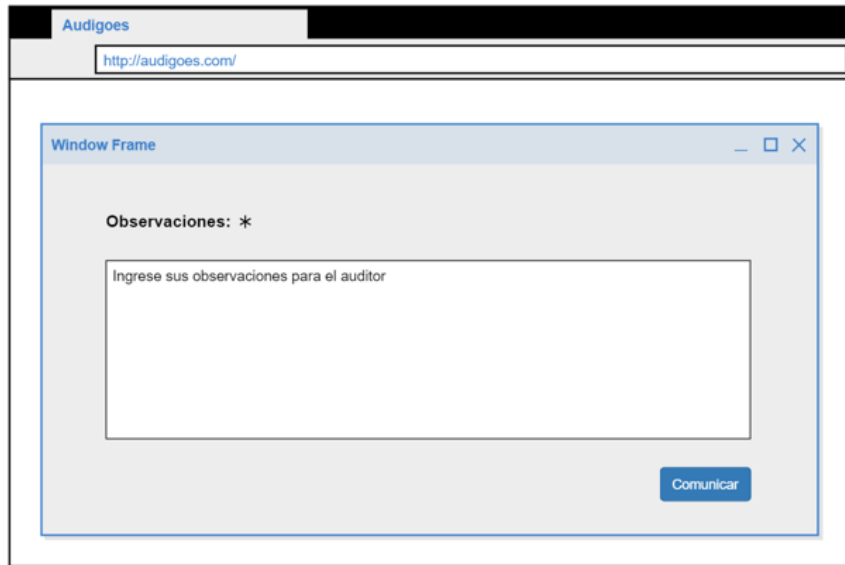 Audigoes
http://audigoes.com/
Window Frame
Observaciones: *
Ingrese sus observaciones para el auditor
Comunicar